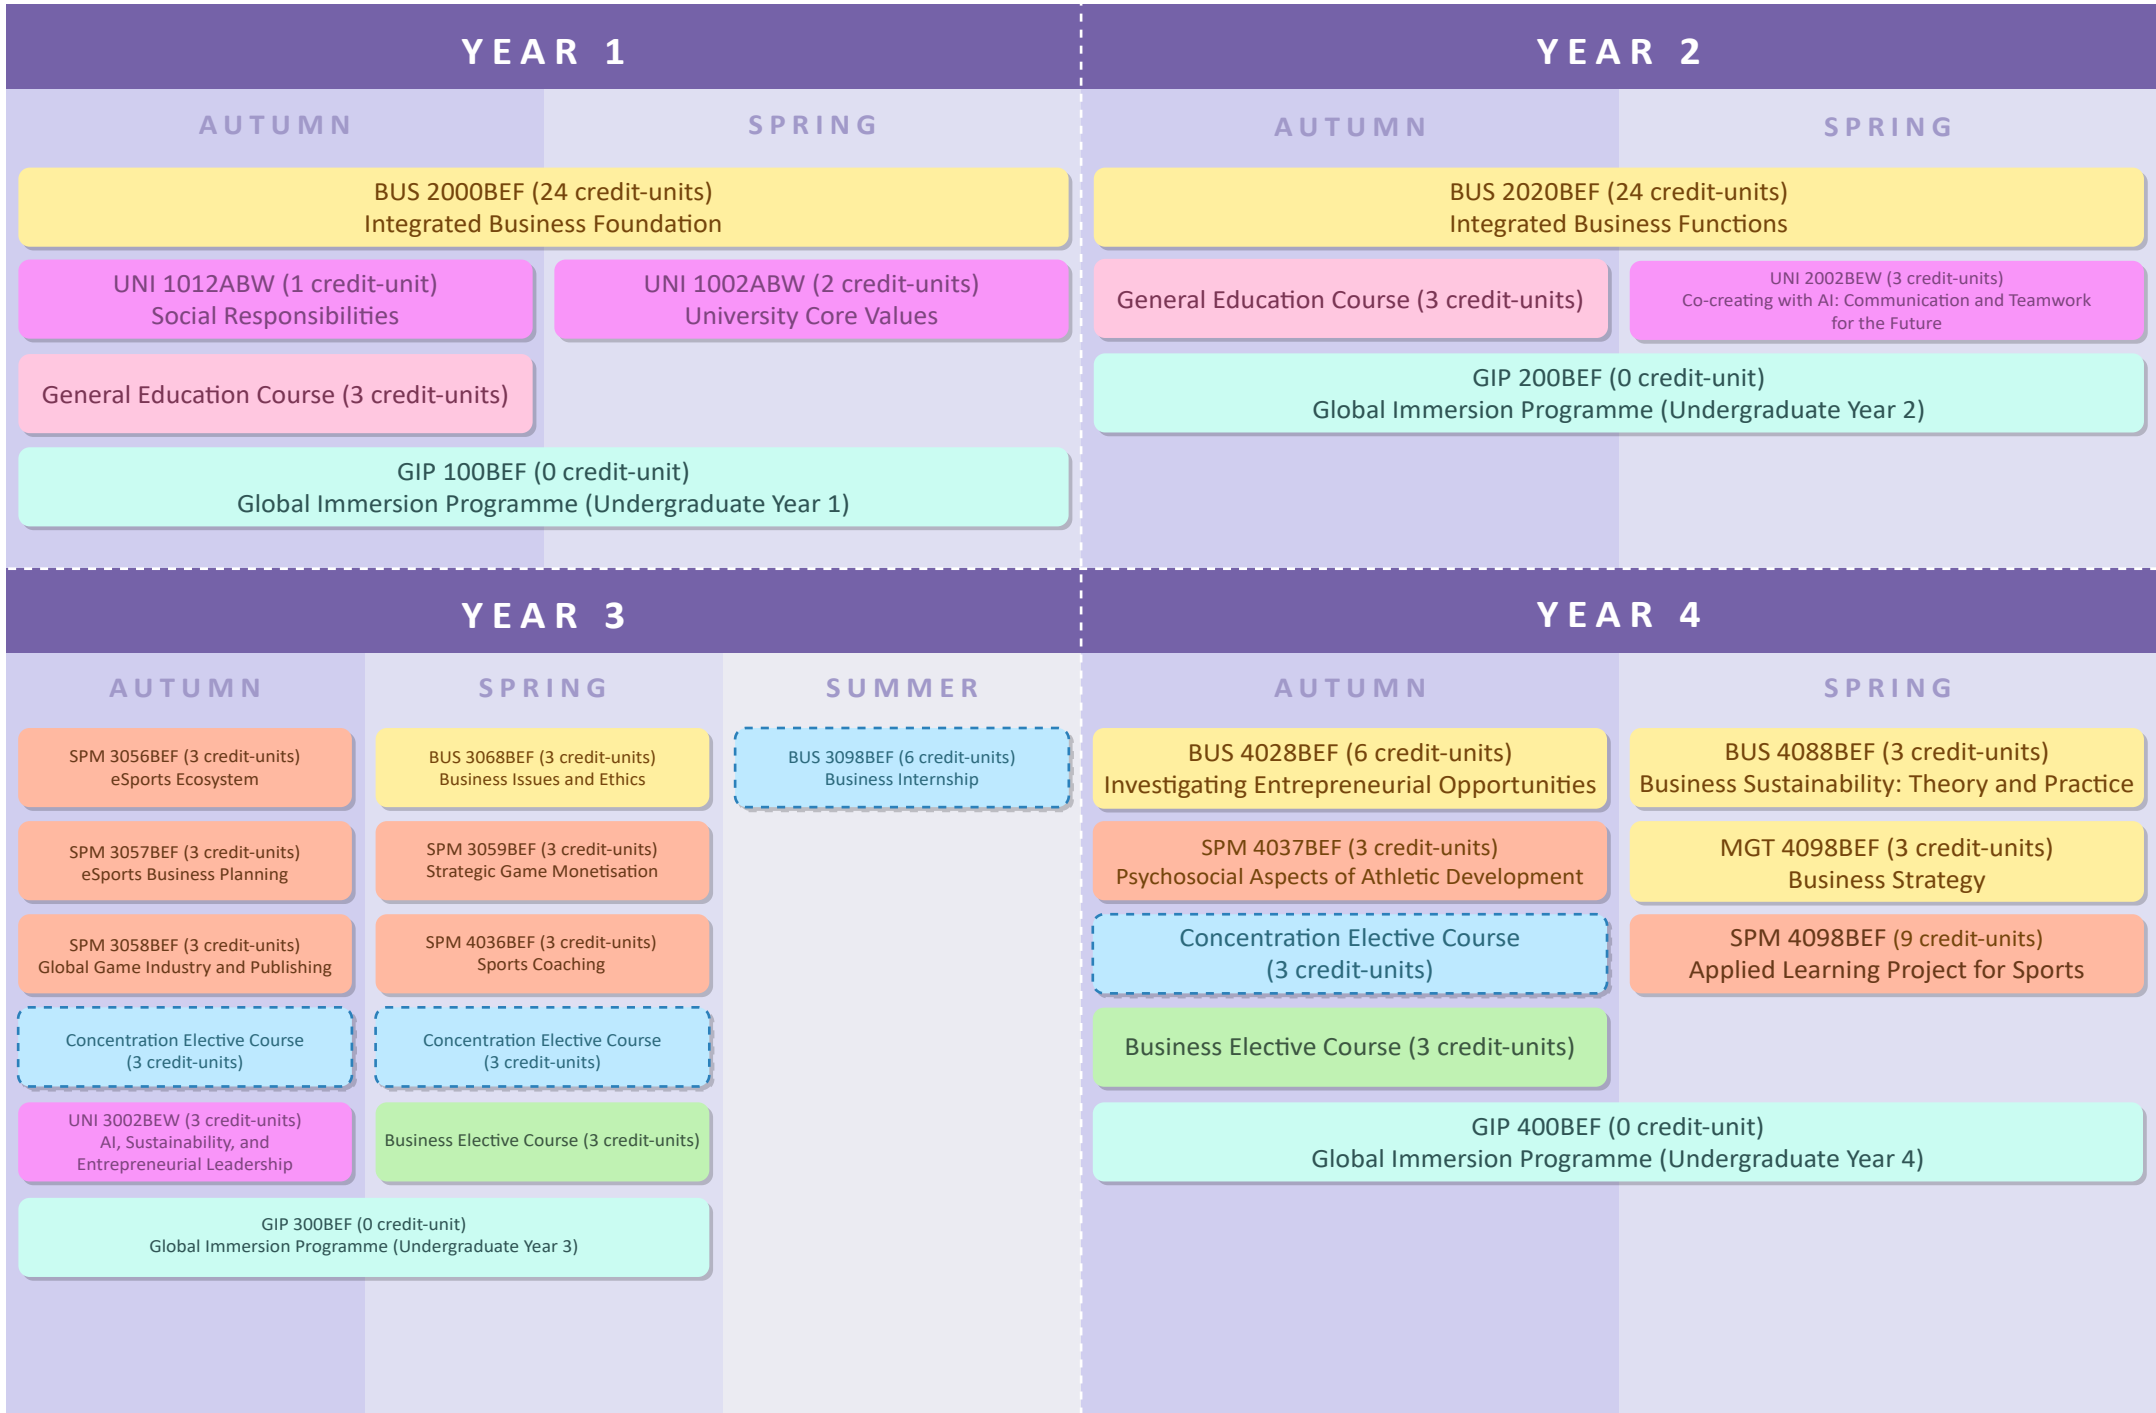 YEAR 1
AUTUMN
SPRING
BUS 2000BEF (24 credit-units)
Integrated Business Foundation
UNI 1012ABW (1 credit-unit)
Social Responsibilities
UNI 1002ABW (2 credit-units)
University Core Values
General Education Course (3 credit-units)
GIP 100BEF (0 credit-unit)
Global Immersion Programme (Undergraduate Year 1)
YEAR 2
AUTUMN
SPRING
BUS 2020BEF (24 credit-units)
Integrated Business Functions
General Education Course (3 credit-units)
UNI 2002BEW (3 credit-units)
Co-creating with AI: Communication and Teamwork
for the Future
GIP 200BEF (0 credit-unit)
Global Immersion Programme (Undergraduate Year 2)
YEAR 3
AUTUMN
SPRING
SUMMER
SPM 3056BEF (3 credit-units)
eSports Ecosystem
BUS 3068BEF (3 credit-units)
Business Issues and Ethics
BUS 3098BEF (6 credit-units)
Business Internship
SPM 3057BEF (3 credit-units)
eSports Business Planning
SPM 3059BEF (3 credit-units)
Strategic Game Monetisation
SPM 3058BEF (3 credit-units)
Global Game Industry and Publishing
SPM 4036BEF (3 credit-units)
Sports Coaching
Concentration Elective Course
(3 credit-units)
Concentration Elective Course
(3 credit-units)
UNI 3002BEW (3 credit-units)
AI, Sustainability, and
Entrepreneurial Leadership
Business Elective Course (3 credit-units)
GIP 300BEF (0 credit-unit)
Global Immersion Programme (Undergraduate Year 3)
YEAR 4
AUTUMN
SPRING
BUS 4028BEF (6 credit-units)
Investigating Entrepreneurial Opportunities
BUS 4088BEF (3 credit-units)
Business Sustainability: Theory and Practice
SPM 4037BEF (3 credit-units)
Psychosocial Aspects of Athletic Development
MGT 4098BEF (3 credit-units)
Business Strategy
Concentration Elective Course
(3 credit-units)
SPM 4098BEF (9 credit-units)
Applied Learning Project for Sports
Business Elective Course (3 credit-units)
GIP 400BEF (0 credit-unit)
Global Immersion Programme (Undergraduate Year 4)